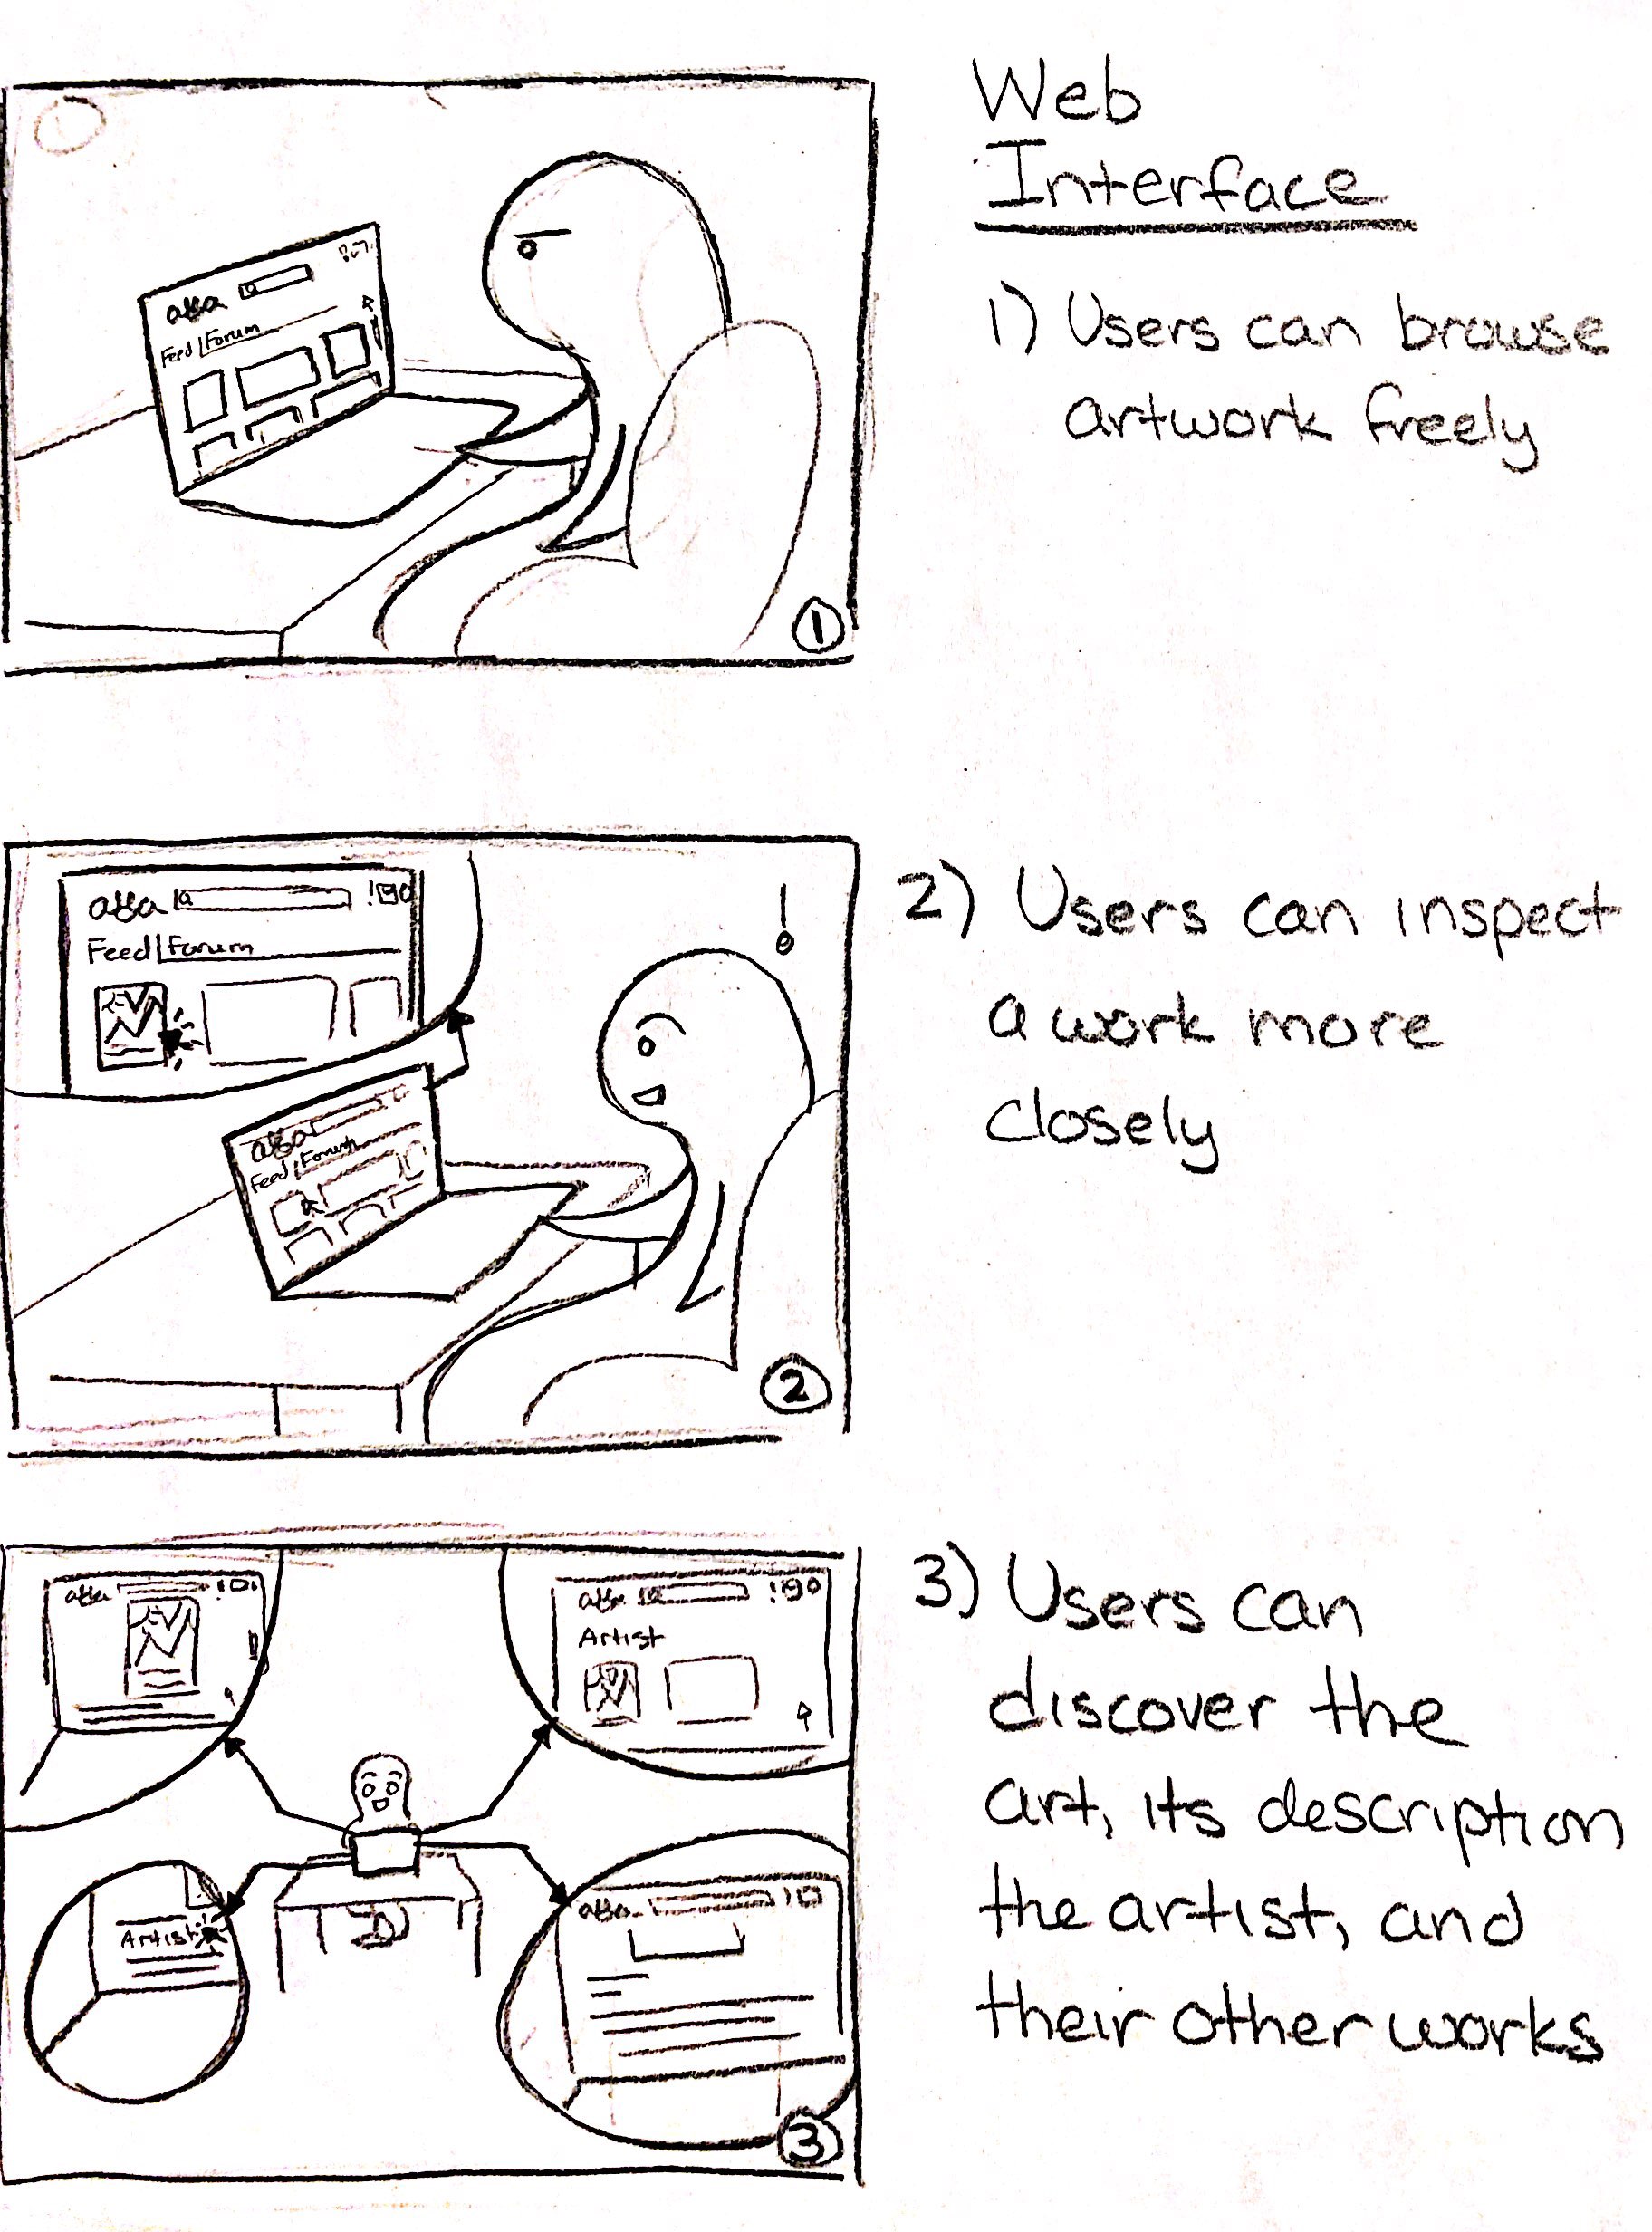 Web
Interface
1) Users can browse
artwork freely
Feed | Forum
1
2) Users can inspect
a work more
closely
Feed | Forum
Feed | Forum
2
3) Users can
discover the
art, its description
the artist, and
their other works
Artist
Artist
3